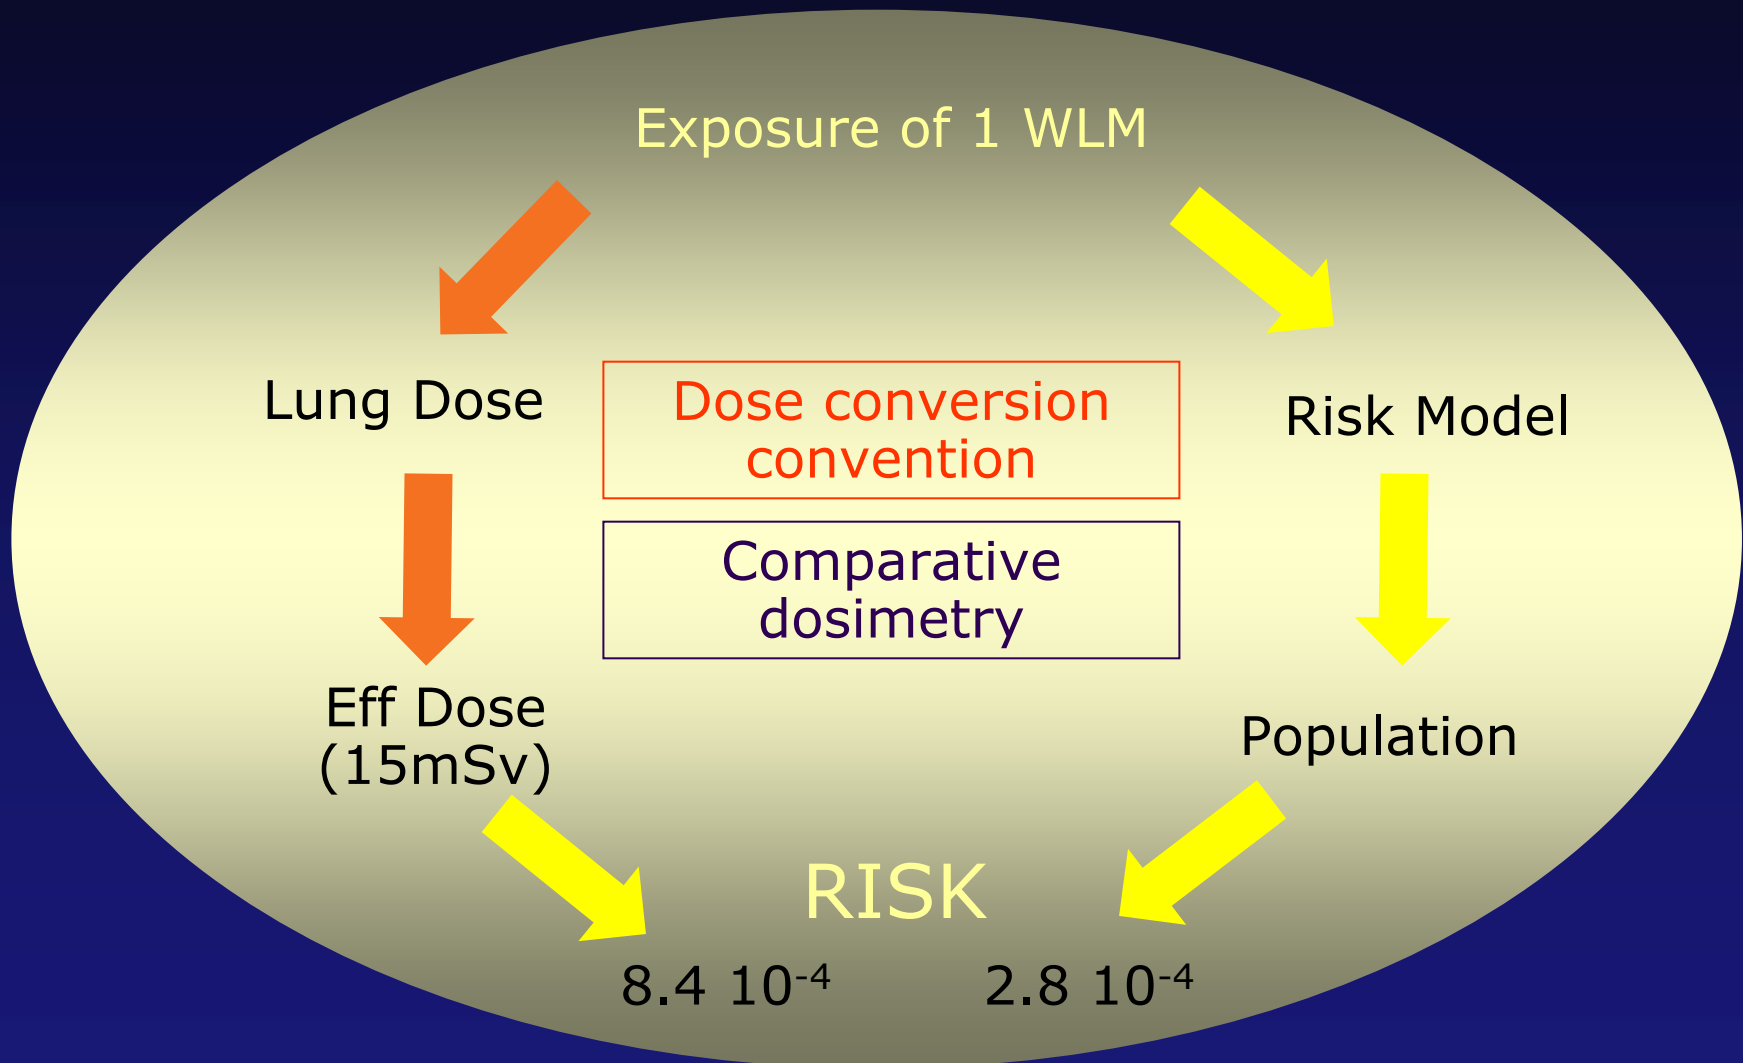 Exposure of 1 WLM
Lung Dose
Dose conversion
convention
Risk Model
Comparative
dosimetry
Eff Dose
(15mSv)
Population
RISK
8.4 10⁻⁴
2.8 10⁻⁴